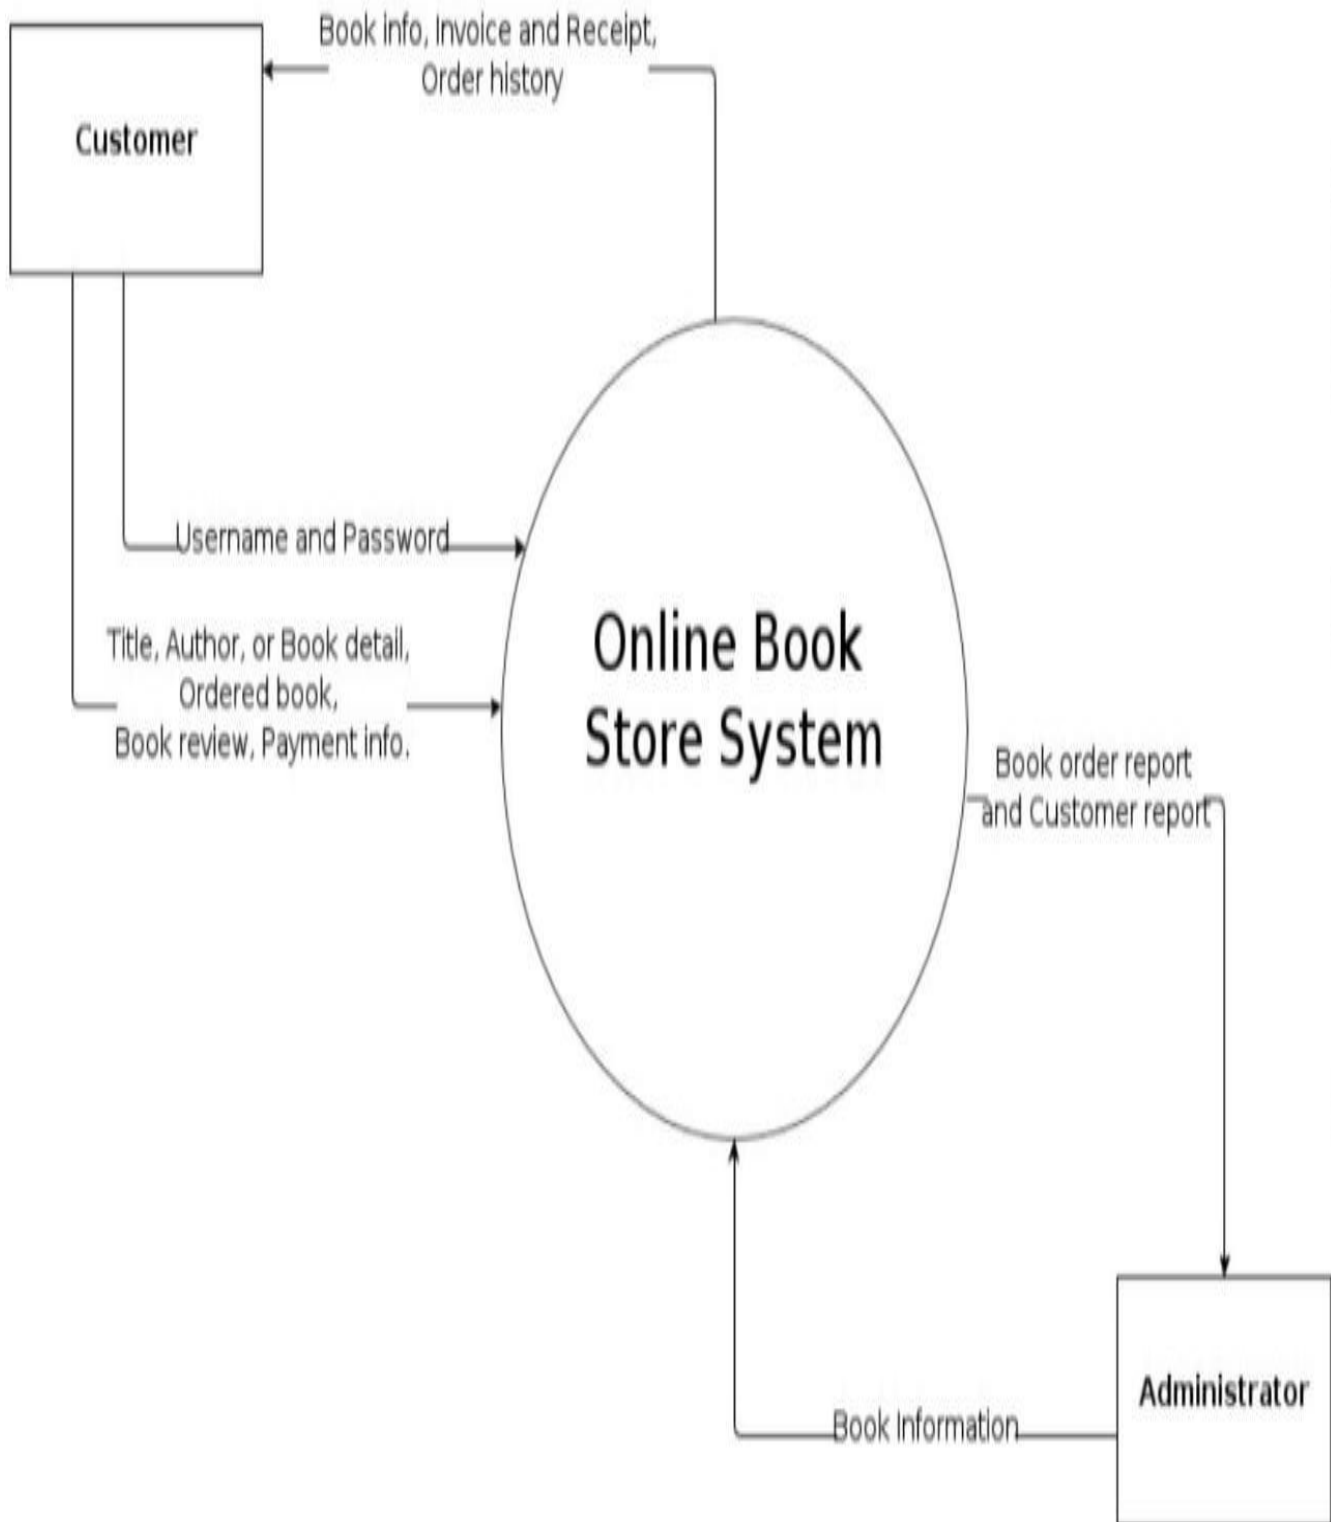 Book info, Invoice and Receipt,
Order history
Customer
Username and Password
Title, Author, or Book detail,
Ordered book,
Book review, Payment info.
Online Book
Store System
Book order report
and Customer report
Administrator
Book Information